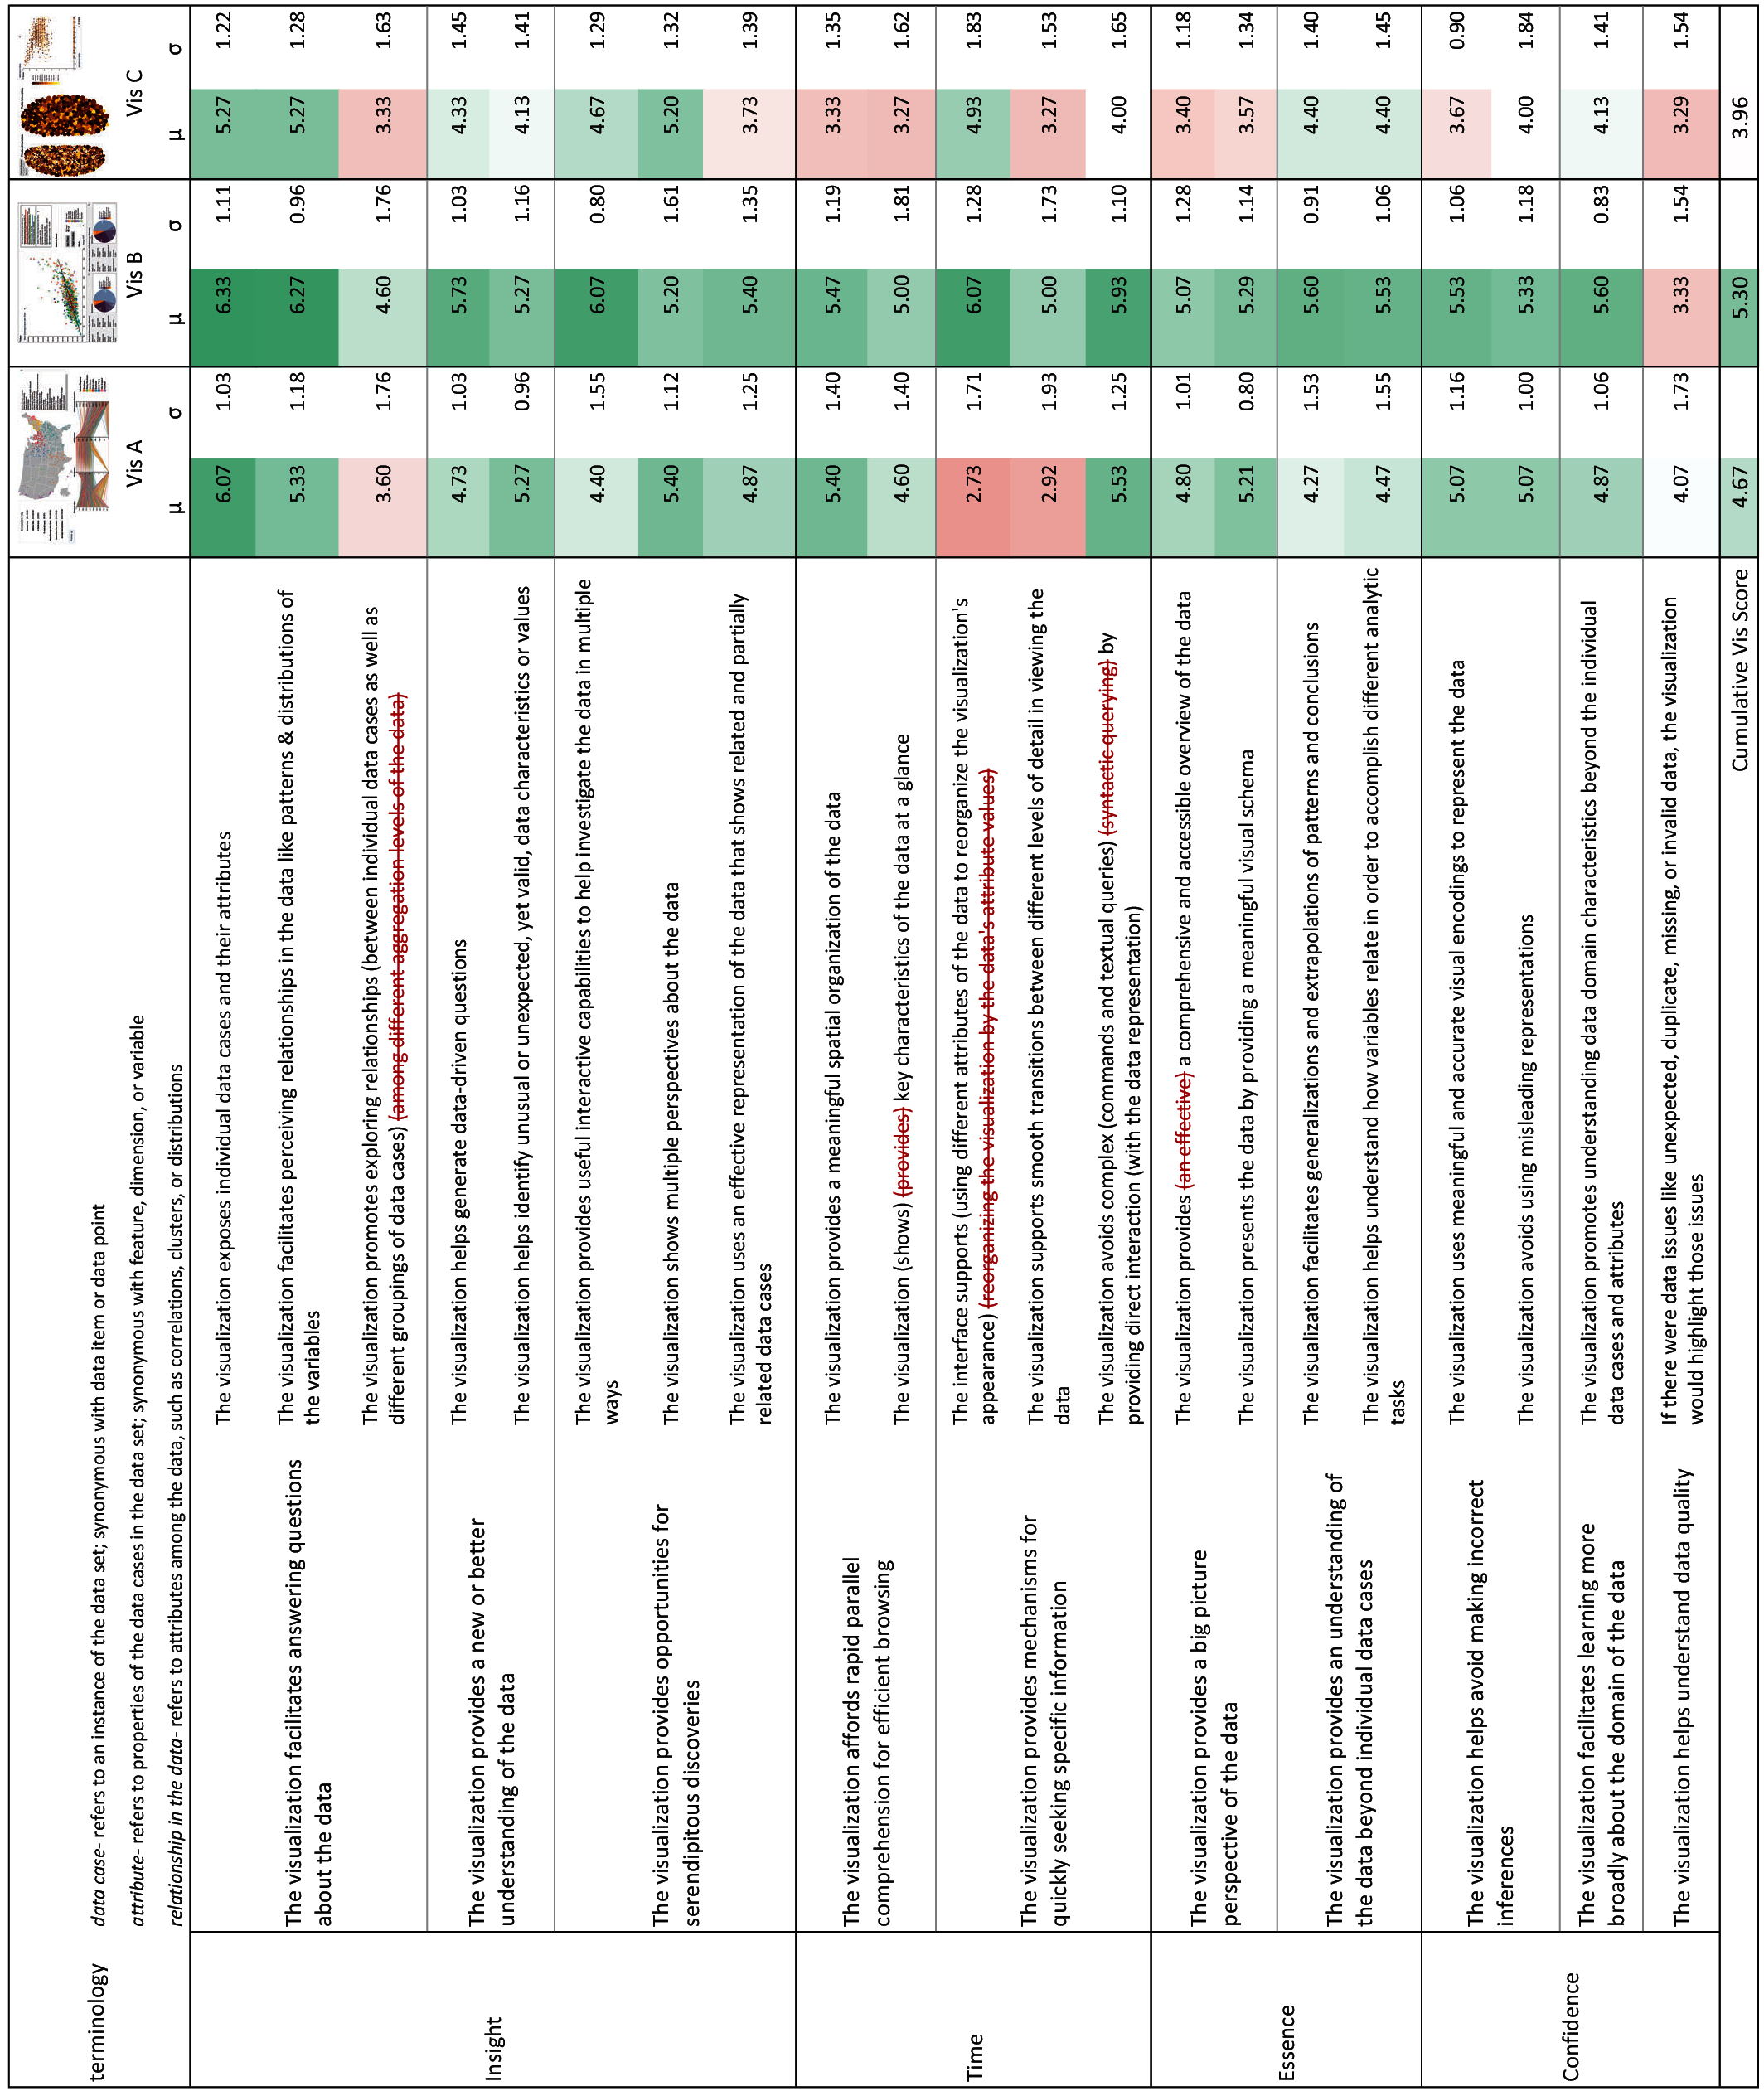 terminology
data case- refers to an instance of the data set; synonymous with data item or data point
attribute- refers to properties of the data cases in the data set; synonymous with feature, dimension, or variable
relationship in the data- refers to attributes among the data, such as correlations, clusters, or distributions
Vis A
Vis B
Vis C
μ σ μ σ μ σ
Insight
The visualization facilitates answering questions
about the data
The visualization exposes individual data cases and their attributes
6.07 1.03 6.33 1.11 5.27 1.22
The visualization facilitates perceiving relationships in the data like patterns & distributions of
the variables
5.33 1.18 6.27 0.96 5.27 1.28
The visualization promotes exploring relationships (between individual data cases as well as
different groupings of data cases) (among different aggregation levels of the data)
3.60 1.76 4.60 1.76 3.33 1.63
The visualization provides a new or better
understanding of the data
The visualization helps generate data-driven questions
4.73 1.03 5.73 1.03 4.33 1.45
The visualization helps identify unusual or unexpected, yet valid, data characteristics or values
5.27 0.96 5.27 1.16 4.13 1.41
The visualization provides opportunities for
serendipitous discoveries
The visualization provides useful interactive capabilities to help investigate the data in multiple
ways
4.40 1.55 6.07 0.80 4.67 1.29
The visualization shows multiple perspectives about the data
5.40 1.12 5.20 1.61 5.20 1.32
The visualization uses an effective representation of the data that shows related and partially
related data cases
4.87 1.25 5.40 1.35 3.73 1.39
Time
The visualization affords rapid parallel
comprehension for efficient browsing
The visualization provides a meaningful spatial organization of the data
5.40 1.40 5.47 1.19 3.33 1.35
The visualization (shows) (provides) key characteristics of the data at a glance
4.60 1.40 5.00 1.81 3.27 1.62
The visualization provides mechanisms for
quickly seeking specific information
The interface supports (using different attributes of the data to reorganize the visualization's
appearance) (reorganizing the visualization by the data's attribute values)
2.73 1.71 6.07 1.28 4.93 1.83
The visualization supports smooth transitions between different levels of detail in viewing the
data
2.92 1.93 5.00 1.73 3.27 1.53
The visualization avoids complex (commands and textual queries) (syntactic querying) by
providing direct interaction (with the data representation)
5.53 1.25 5.93 1.10 4.00 1.65
Essence
The visualization provides a big picture
perspective of the data
The visualization provides (an effective) a comprehensive and accessible overview of the data
4.80 1.01 5.07 1.28 3.40 1.18
The visualization presents the data by providing a meaningful visual schema
5.21 0.80 5.29 1.14 3.57 1.34
The visualization provides an understanding of
the data beyond individual data cases
The visualization facilitates generalizations and extrapolations of patterns and conclusions
4.27 1.53 5.60 0.91 4.40 1.40
The visualization helps understand how variables relate in order to accomplish different analytic
tasks
4.47 1.55 5.53 1.06 4.40 1.45
Confidence
The visualization helps avoid making incorrect
inferences
The visualization uses meaningful and accurate visual encodings to represent the data
5.07 1.16 5.53 1.06 3.67 0.90
The visualization avoids using misleading representations
5.07 1.00 5.33 1.18 4.00 1.84
The visualization facilitates learning more
broadly about the domain of the data
The visualization promotes understanding data domain characteristics beyond the individual
data cases and attributes
4.87 1.06 5.60 0.83 4.13 1.41
The visualization helps understand data quality
If there were data issues like unexpected, duplicate, missing, or invalid data, the visualization
would highlight those issues
4.07 1.73 3.33 1.54 3.29 1.54
Cumulative Vis Score
4.67 5.30 3.96